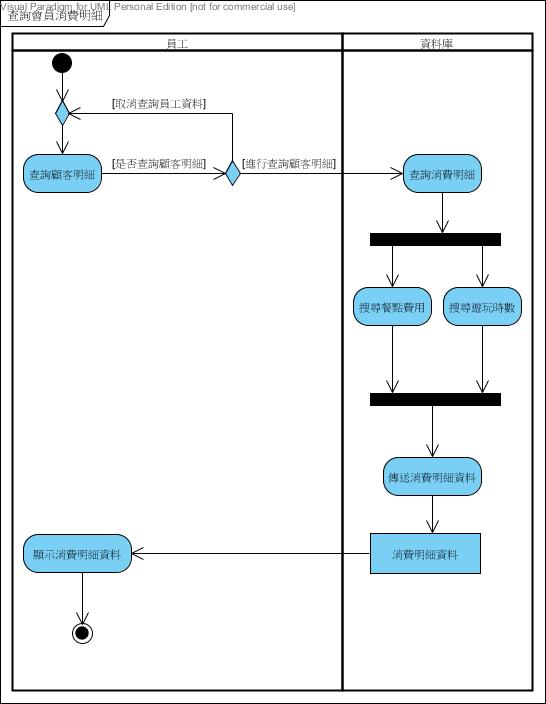 Visual Paradigm for UML Personal Edition [not for commercial use]
查詢會員消費明細
員工
資料庫
[取消查詢員工資料]
查詢顧客明細
[是否查詢顧客明細]
[進行查詢顧客明細]
查詢消費明細
搜尋餐點費用
搜尋遊玩時數
傳送消費明細資料
顯示消費明細資料
消費明細資料